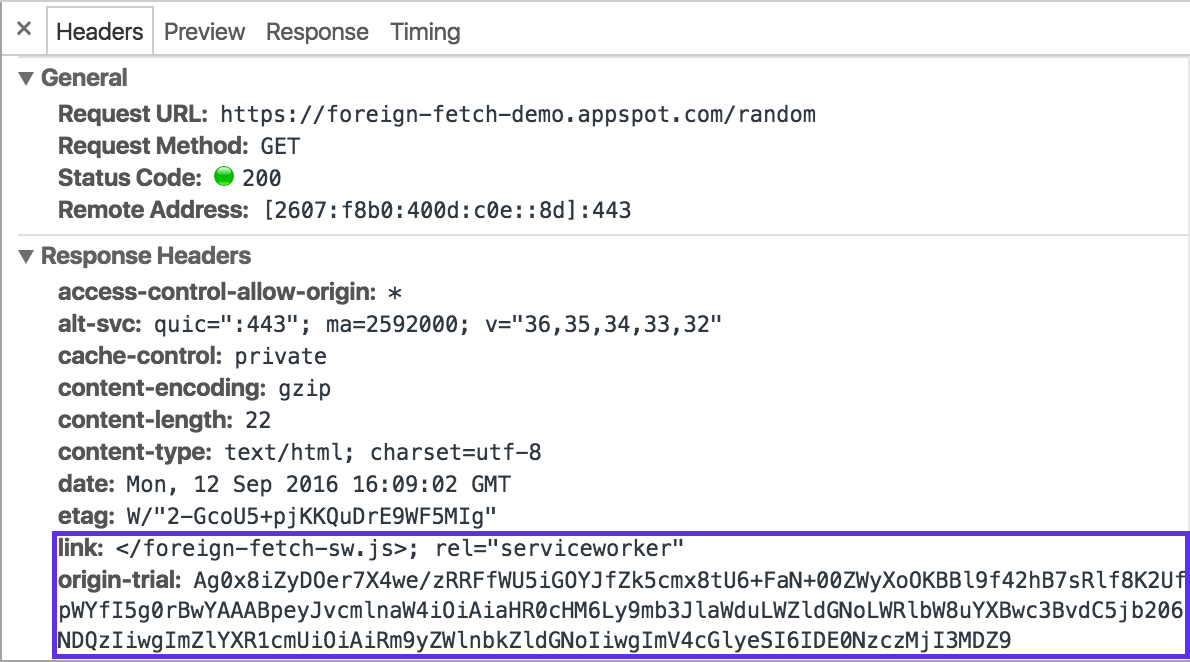 × Headers Preview Response Timing
▼ General
Request URL: https://foreign-fetch-demo.appspot.com/random
Request Method: GET
Status Code: 200
Remote Address: [2607:f8b0:400d:c0e::8d]:443
▼ Response Headers
access-control-allow-origin: *
alt-svc: quic=":443"; ma=2592000; v="36,35,34,33,32"
cache-control: private
content-encoding: gzip
content-length: 22
content-type: text/html; charset=utf-8
date: Mon, 12 Sep 2016 16:09:02 GMT
etag: W/"2-GcoU5+pjKKQuDrE9WF5MIg"
link: </foreign-fetch-sw.js>; rel="serviceworker"
origin-trial: Ag0x8iZyDOer7X4we/zRRFfWU5iGOYJfZk5cmx8tU6+FaN+00ZWyXoOKBBl9f42hB7sRlf8K2Uf
pWYfI5g0rBwYAAABpeyJvcmlnaW4iOiAiaHR0cHM6Ly9mb3JlaWduLWZldGNoLWRlbW8uYXBwc3BvdC5jb206
NDQzIiwgImZlYXR1cmUiOiAiRm9yZWlnbkZldGNoIiwgImV4cGlyeSI6IDE0NzczMjI3MDZ9